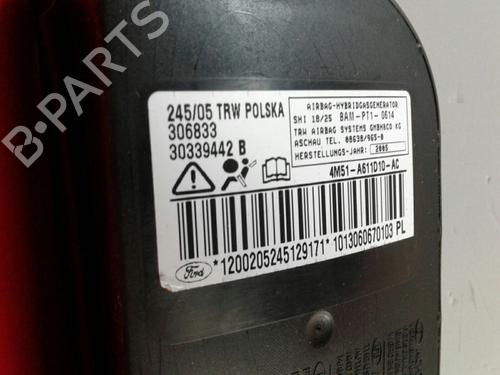 B-PARTS
245/05 TRW POLSKA
306833
30339442 B
AIRBAG-HYBRIDGASGENERATOR
SHI 18/25 BAM-PT1-0614
TRW AIRBAG SYSTEMS GMBH&CO KG
ASCHAU TEL. 08638/965-0
HERSTELLUNGS-JAHR: 2005
4M51-A611D10-AC
Ford
*1200205245129171*1013060670103 PL